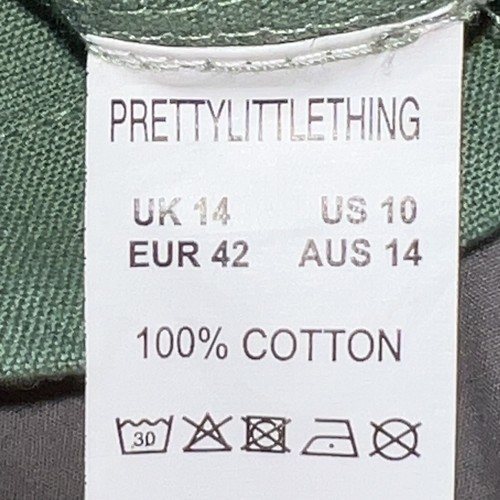 PRETTYLITTLETHING
UK 14 US 10
EUR 42 AUS 14
100% COTTON
30